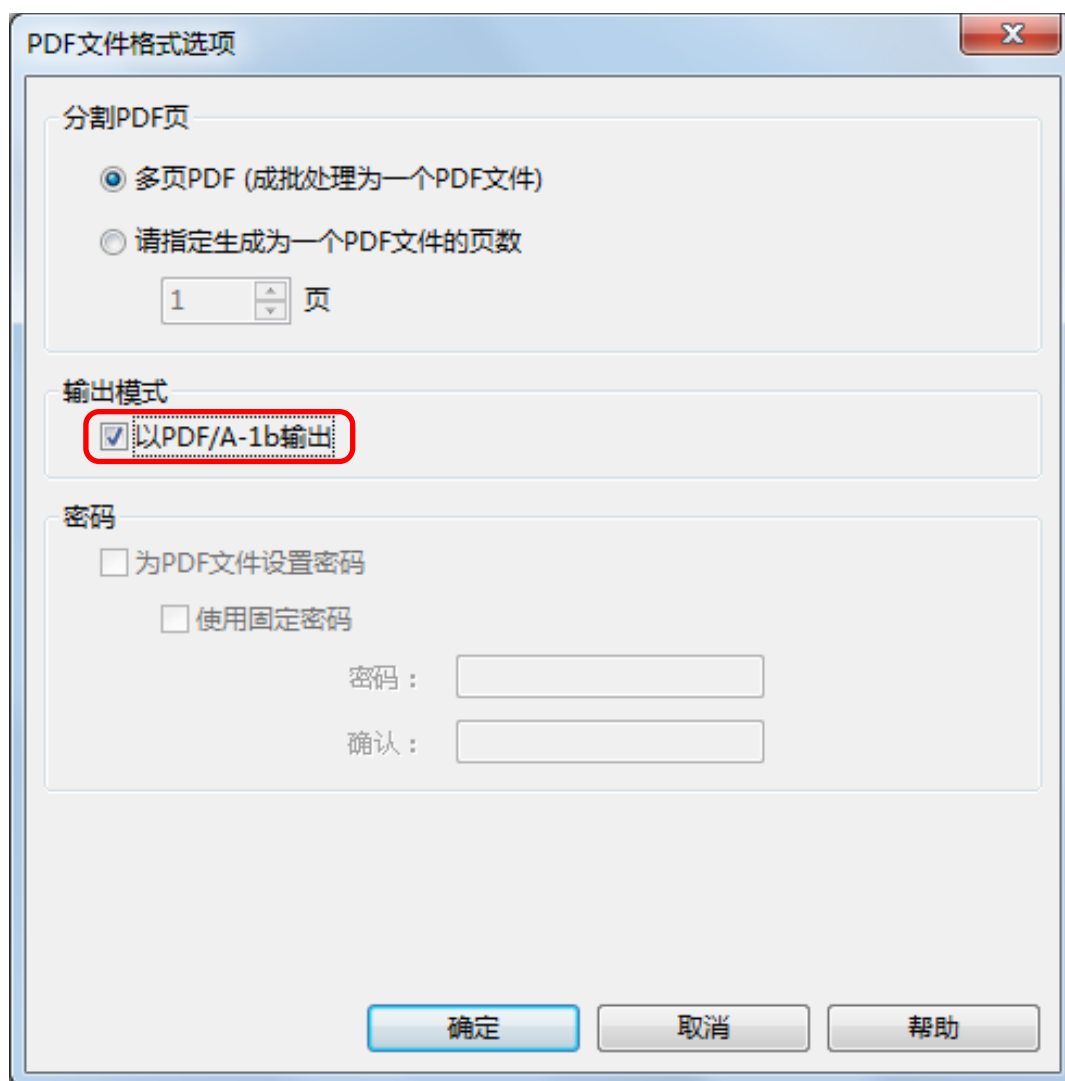 PDF文件格式选项
分割PDF页
多页PDF (成批处理为一个PDF文件)
请指定生成为一个PDF文件的页数
1 页
输出模式
以PDF/A-1b输出
密码
为PDF文件设置密码
使用固定密码
密码：
确认：
确定 取消 帮助